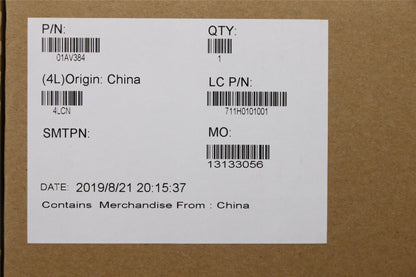 P/N:
QTY:
01AV384
1
(4L)Origin: China
LC P/N:
4LCN
711H0101001
SMTPN:
MO:
13133056
DATE: 2019/8/21 20:15:37
Contains Merchandise From : China